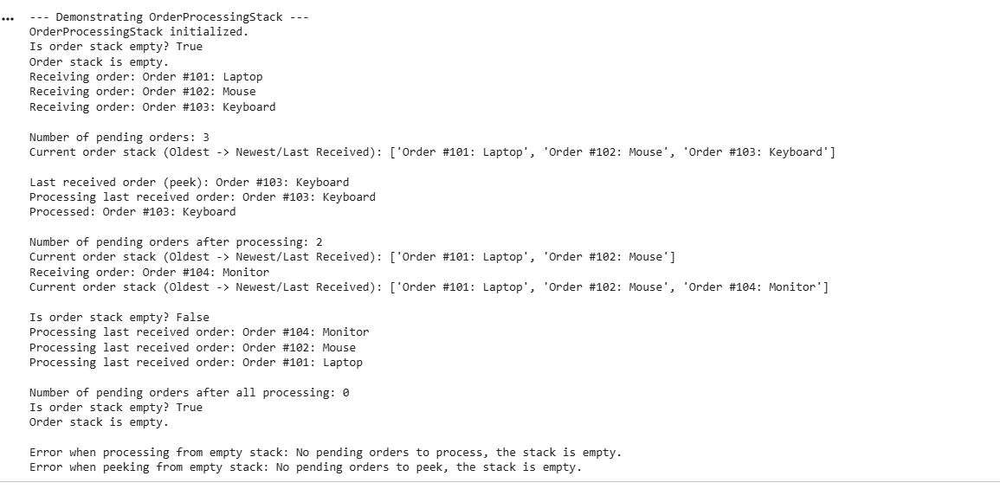 --- Demonstrating OrderProcessingStack ---
OrderProcessingStack initialized.
Is order stack empty? True
Order stack is empty.
Receiving order: Order #101: Laptop
Receiving order: Order #102: Mouse
Receiving order: Order #103: Keyboard
Number of pending orders: 3
Current order stack (Oldest -> Newest/Last Received): ['Order #101: Laptop', 'Order #102: Mouse', 'Order #103: Keyboard']
Last received order (peek): Order #103: Keyboard
Processing last received order: Order #103: Keyboard
Processed: Order #103: Keyboard
Number of pending orders after processing: 2
Current order stack (Oldest -> Newest/Last Received): ['Order #101: Laptop', 'Order #102: Mouse']
Receiving order: Order #104: Monitor
Current order stack (Oldest -> Newest/Last Received): ['Order #101: Laptop', 'Order #102: Mouse', 'Order #104: Monitor']
Is order stack empty? False
Processing last received order: Order #104: Monitor
Processing last received order: Order #102: Mouse
Processing last received order: Order #101: Laptop
Number of pending orders after all processing: 0
Is order stack empty? True
Order stack is empty.
Error when processing from empty stack: No pending orders to process, the stack is empty.
Error when peeking from empty stack: No pending orders to peek, the stack is empty.